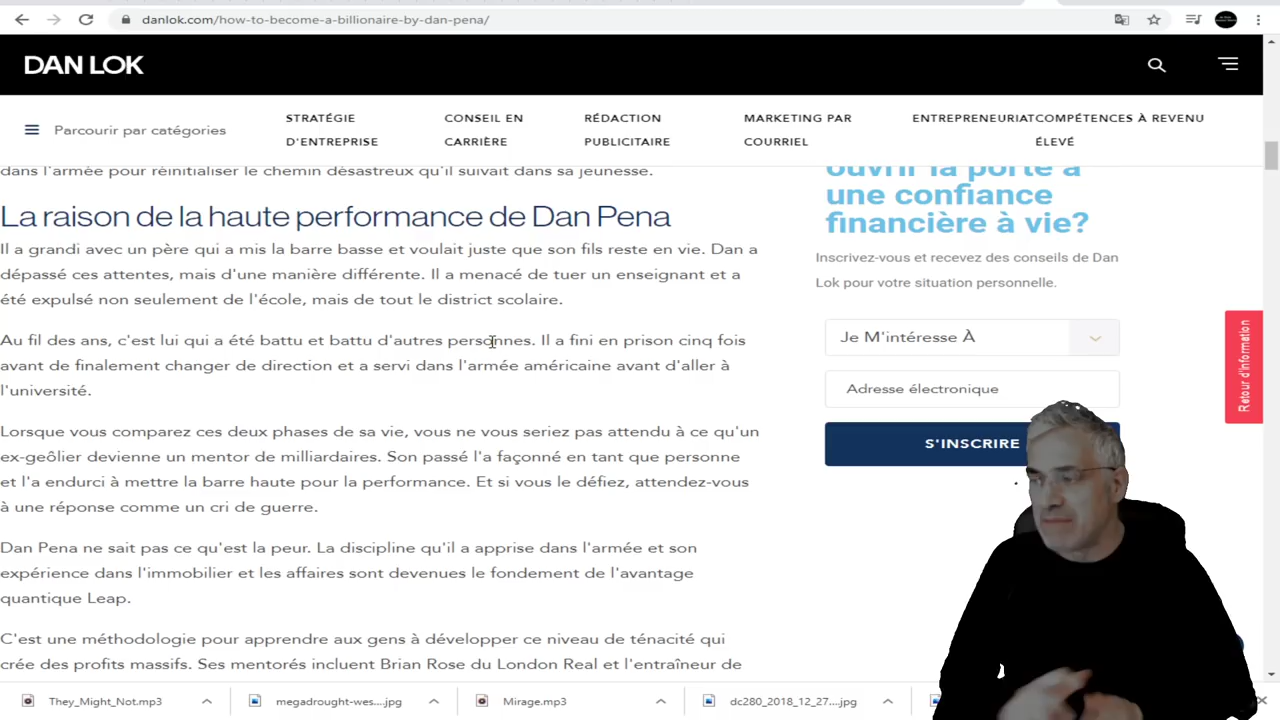 danlok.com/how-to-become-a-billionaire-by-dan-pena/
DAN LOK
Parcourir par catégories
STRATÉGIE
D'ENTREPRISE
CONSEIL EN
CARRIÈRE
RÉDACTION
PUBLICITAIRE
MARKETING PAR
COURRIEL
ENTREPRENEURIATCOMPÉTENCES À REVENU
ÉLEVÉ
dans l'armée pour réinitialiser le chemin désastreux qu'il suivait dans sa jeunesse.
La raison de la haute performance de Dan Pena
Il a grandi avec un père qui a mis la barre basse et voulait juste que son fils reste en vie. Dan a
dépassé ces attentes, mais d'une manière différente. Il a menacé de tuer un enseignant et a
été expulsé non seulement de l'école, mais de tout le district scolaire.
Au fil des ans, c'est lui qui a été battu et battu d'autres personnes. Il a fini en prison cinq fois
avant de finalement changer de direction et a servi dans l'armée américaine avant d'aller à
l'université.
Lorsque vous comparez ces deux phases de sa vie, vous ne vous seriez pas attendu à ce qu'un
ex-geôlier devienne un mentor de milliardaires. Son passé l'a façonné en tant que personne
et l'a endurci à mettre la barre haute pour la performance. Et si vous le défiez, attendez-vous
à une réponse comme un cri de guerre.
Dan Pena ne sait pas ce qu'est la peur. La discipline qu'il a apprise dans l'armée et son
expérience dans l'immobilier et les affaires sont devenues le fondement de l'avantage
quantique Leap.
C'est une méthodologie pour apprendre aux gens à développer ce niveau de ténacité qui
crée des profits massifs. Ses mentorés incluent Brian Rose du London Real et l'entraîneur de
ouvrir la porte à
une confiance
financière à vie?
Inscrivez-vous et recevez des conseils de Dan
Lok pour votre situation personnelle.
Je M'intéresse À
Adresse électronique
S'INSCRIRE
Retour d'information
They_Might_Not.mp3
megadrought-wes....jpg
Mirage.mp3
dc280_2018_12_27....jpg